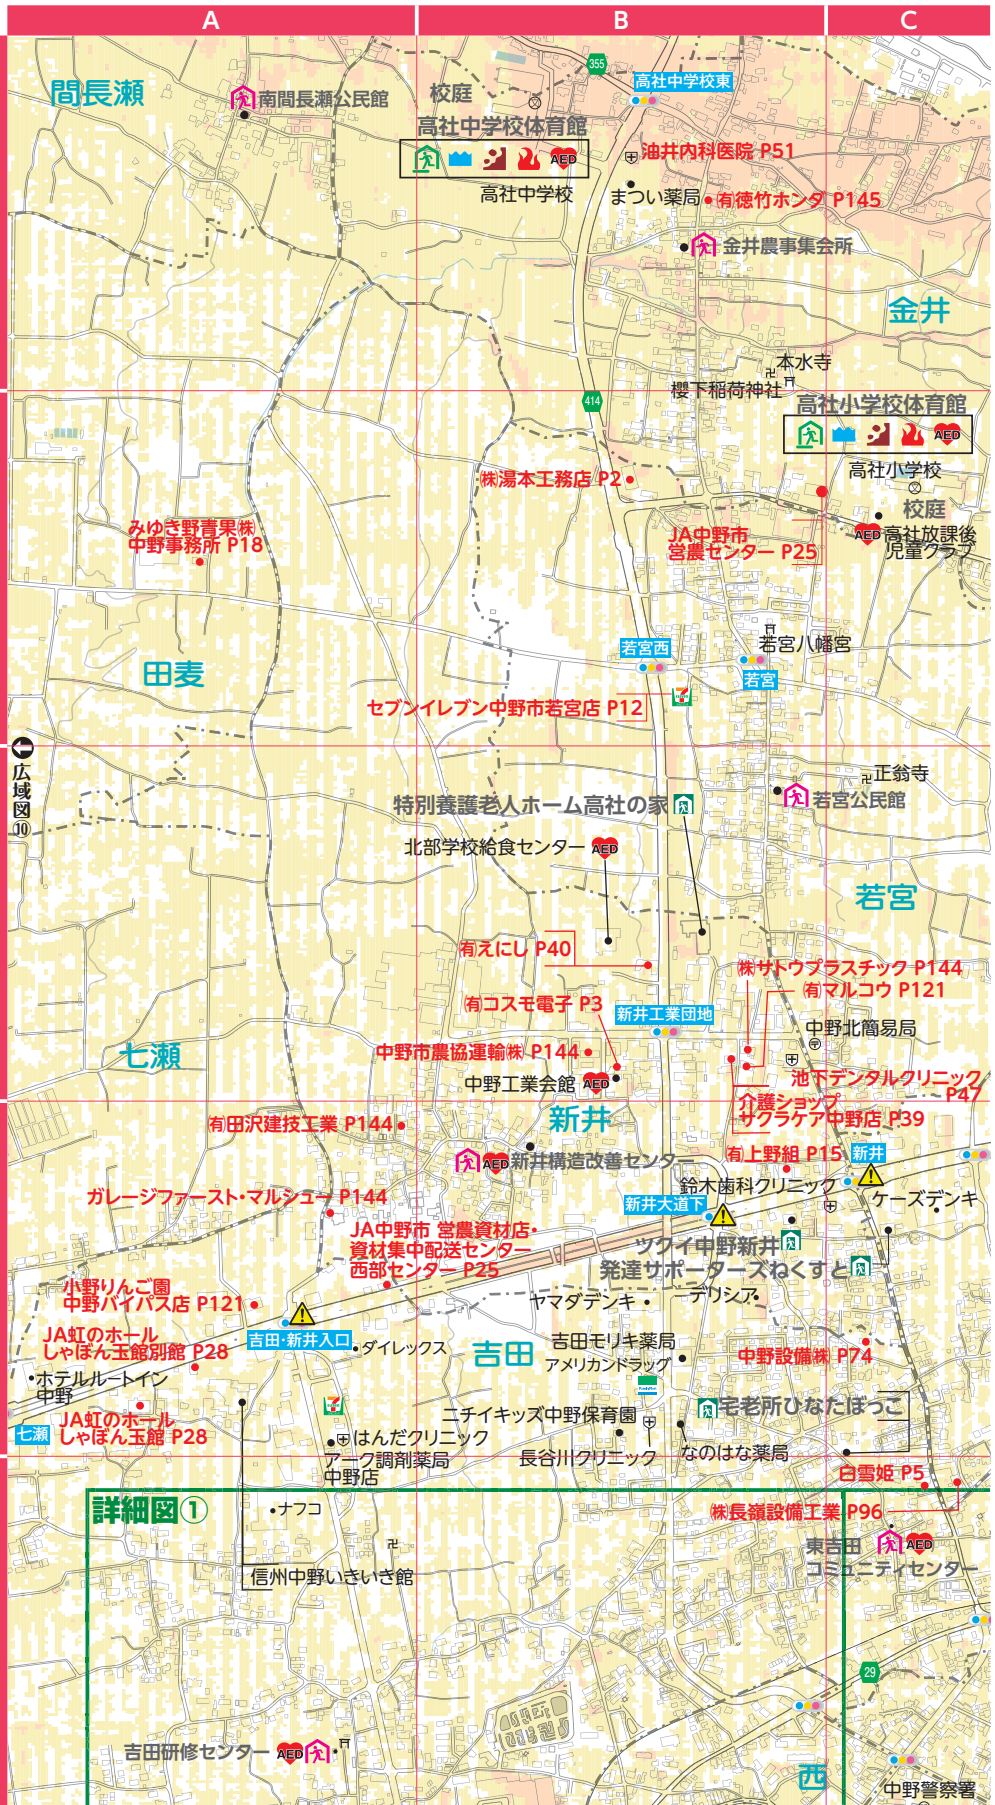 A
B
C
355
高社中学校東
間長瀬
南間長瀬公民館
校庭
高社中学校体育館
AED
高社中学校
油井内科医院 P51
まつい薬局
㈲徳竹ホンダ P145
金井農事集会所
金井
本水寺
櫻下稲荷神社
414
高社小学校体育館
AED
高社小学校
校庭
㈱湯本工務店 P2
みゆき野青果㈱
中野事務所 P18
JA中野市
営農センター P25
AED
高社放課後
児童クラブ
若宮八幡宮
若宮西
若宮
田麦
セブンイレブン中野市若宮店 P12
広域図⑩
正翁寺
特別養護老人ホーム高社の家
若宮公民館
北部学校給食センター
AED
若宮
㈲えにし P40
㈱サトウプラスチック P144
㈲マルコウ P121
㈲コスモ電子 P3
新井工業団地
中野北簡易局
七瀬
中野市農協運輸㈱ P144
中野工業会館
AED
池下デンタルクリニック
P47
介護ショップ
サクラケア中野店 P39
新井
㈲田沢建技工業 P144
AED
新井構造改善センター
㈲上野組 P15
新井
鈴木歯科クリニック
ケーズデンキ
ガレージファースト・マルシュー P144
新井大道下
JA中野市 営農資材店・
資材集中配送センター
西部センター P25
ツクイ中野新井
発達サポーターズねくすと
小野りんご園
中野バイパス店 P121
ヤマダデンキ
デリシア
吉田・新井入口
ダイレックス
吉田
吉田モリキ薬局
アメリカンドラッグ
FamilyMart
中野設備㈱ P74
JA虹のホール
しゃぼん玉館別館 P28
ホテルルートイン
中野
JA虹のホール
しゃぼん玉館 P28
七瀬
はんだクリニック
アーク調剤薬局
中野店
ニチイキッズ中野保育園
長谷川クリニック
宅老所ひなたぼっこ
なのはな薬局
白雪姫 P5
㈱長嶺設備工業 P96
詳細図①
ナフコ
東吉田
コミュニティセンター
AED
信州中野いきいき館
29
吉田研修センター
AED
西
中野警察署